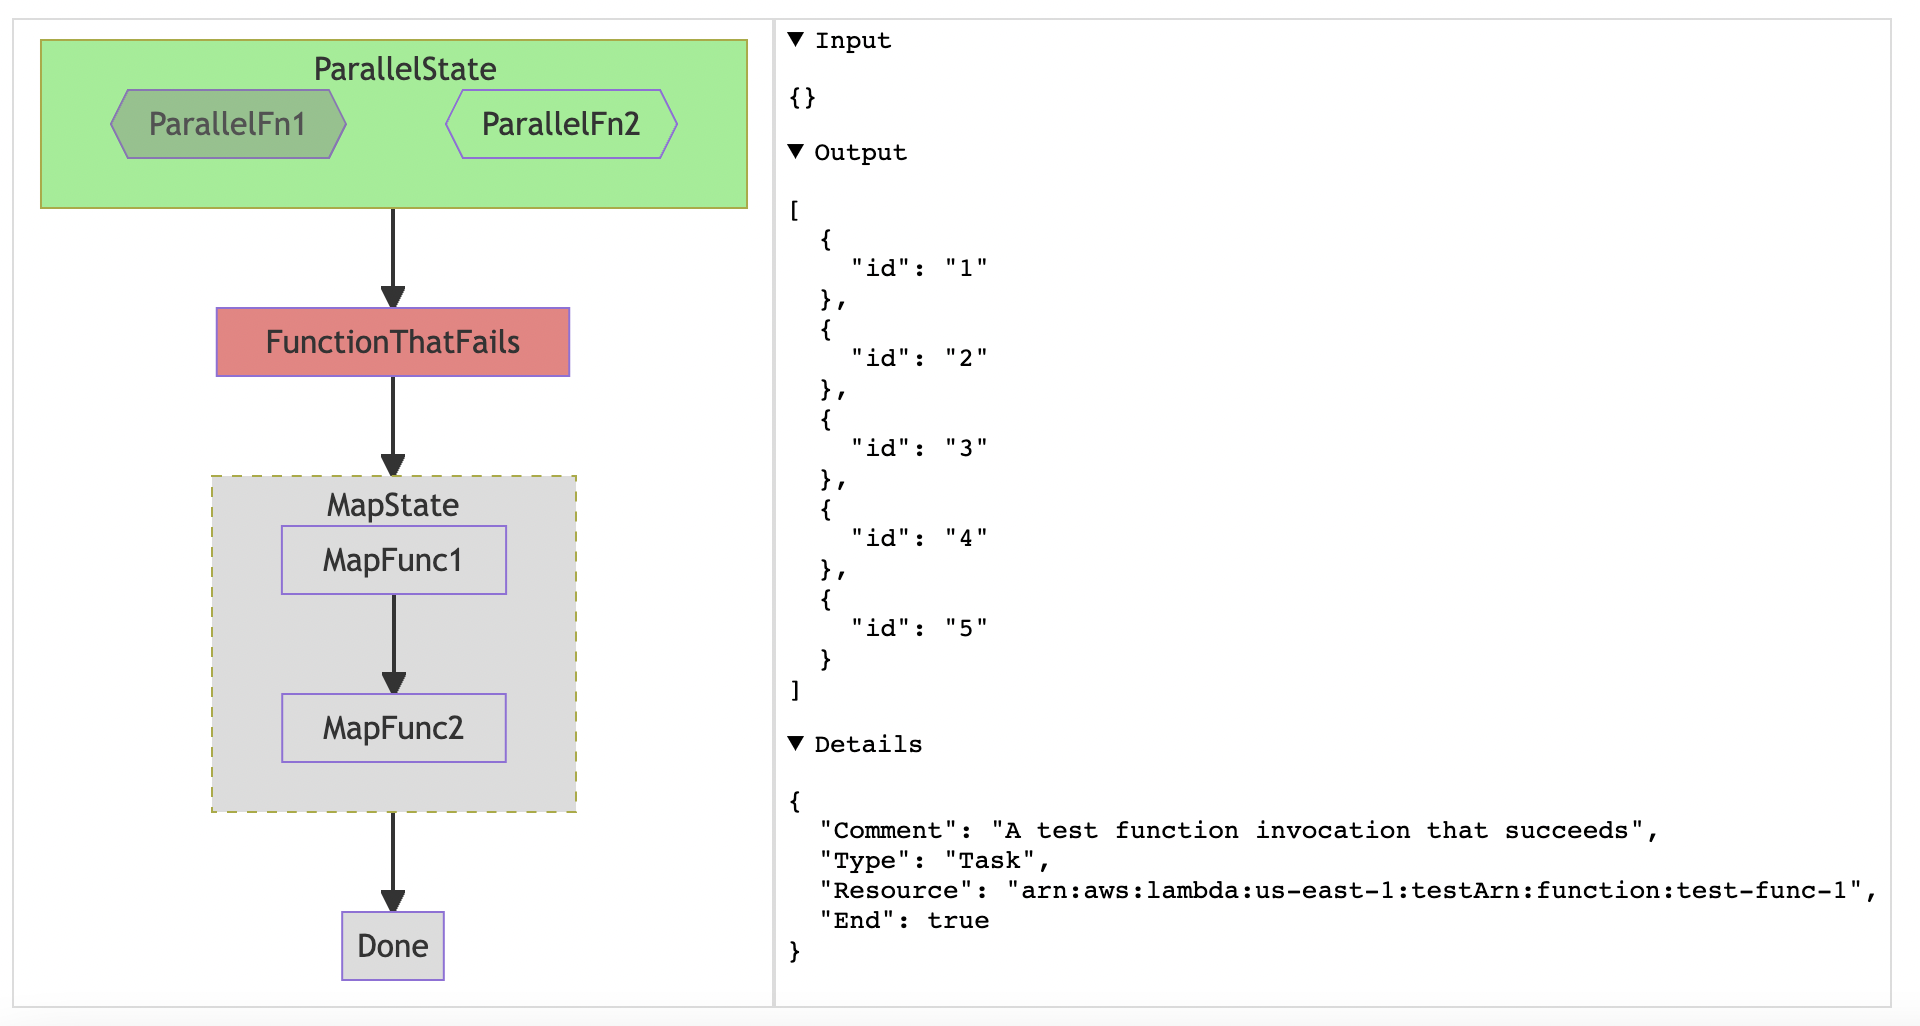 ParallelState
ParallelFn1
ParallelFn2
FunctionThatFails
MapState
MapFunc1
MapFunc2
Done
▼ Input
{}
▼ Output
[
  {
    "id": "1"
  },
  {
    "id": "2"
  },
  {
    "id": "3"
  },
  {
    "id": "4"
  },
  {
    "id": "5"
  }
]
▼ Details
{
  "Comment": "A test function invocation that succeeds",
  "Type": "Task",
  "Resource": "arn:aws:lambda:us-east-1:testArn:function:test-func-1",
  "End": true
}